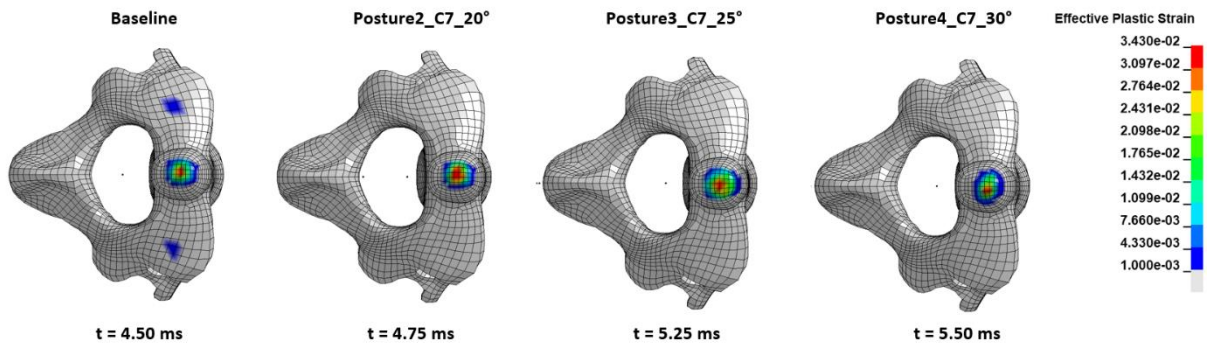 Baseline
Posture2_C7_20°
Posture3_C7_25°
Posture4_C7_30°
Effective Plastic Strain
3.430e-02
3.097e-02
2.764e-02
2.431e-02
2.098e-02
1.765e-02
1.432e-02
1.099e-02
7.660e-03
4.330e-03
1.000e-03
t = 4.50 ms
t = 4.75 ms
t = 5.25 ms
t = 5.50 ms